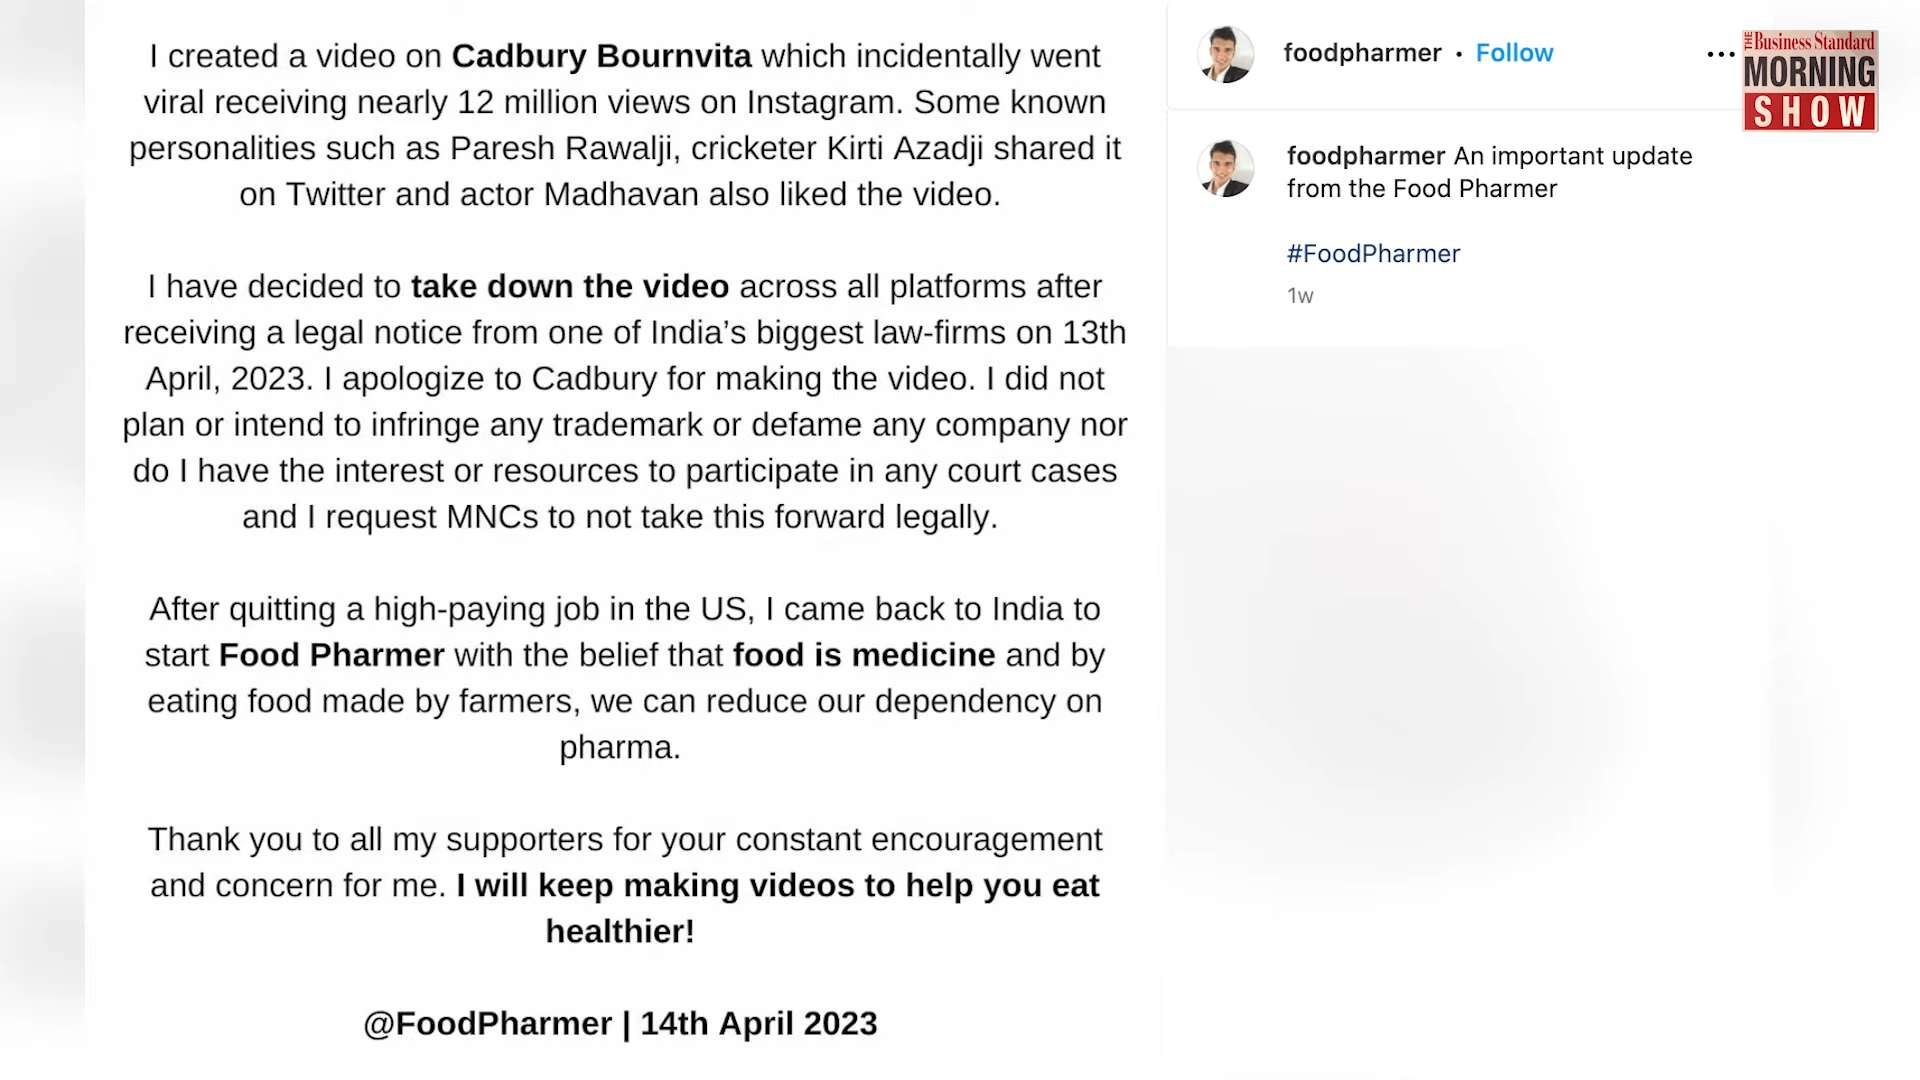 I created a video on Cadbury Bournvita which incidentally went
viral receiving nearly 12 million views on Instagram. Some known
personalities such as Paresh Rawalji, cricketer Kirti Azadji shared it
on Twitter and actor Madhavan also liked the video.
I have decided to take down the video across all platforms after
receiving a legal notice from one of India’s biggest law-firms on 13th
April, 2023. I apologize to Cadbury for making the video. I did not
plan or intend to infringe any trademark or defame any company nor
do I have the interest or resources to participate in any court cases
and I request MNCs to not take this forward legally.
After quitting a high-paying job in the US, I came back to India to
start Food Pharmer with the belief that food is medicine and by
eating food made by farmers, we can reduce our dependency on
pharma.
Thank you to all my supporters for your constant encouragement
and concern for me. I will keep making videos to help you eat
healthier!
@FoodPharmer | 14th April 2023
foodpharmer • Follow
foodpharmer An important update
from the Food Pharmer
#FoodPharmer
1w
THE Business Standard
MORNING
SHOW